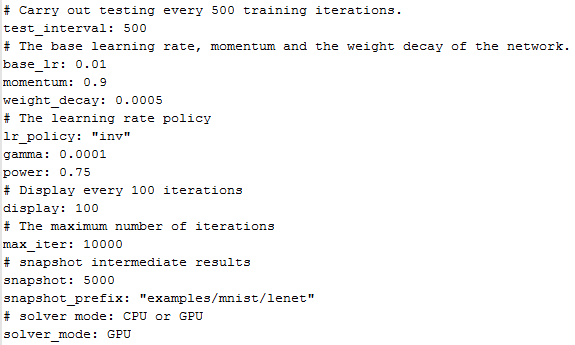 # Carry out testing every 500 training iterations.
test_interval: 500
# The base learning rate, momentum and the weight decay of the network.
base_lr: 0.01
momentum: 0.9
weight_decay: 0.0005
# The learning rate policy
lr_policy: "inv"
gamma: 0.0001
power: 0.75
# Display every 100 iterations
display: 100
# The maximum number of iterations
max_iter: 10000
# snapshot intermediate results
snapshot: 5000
snapshot_prefix: "examples/mnist/lenet"
# solver mode: CPU or GPU
solver_mode: GPU